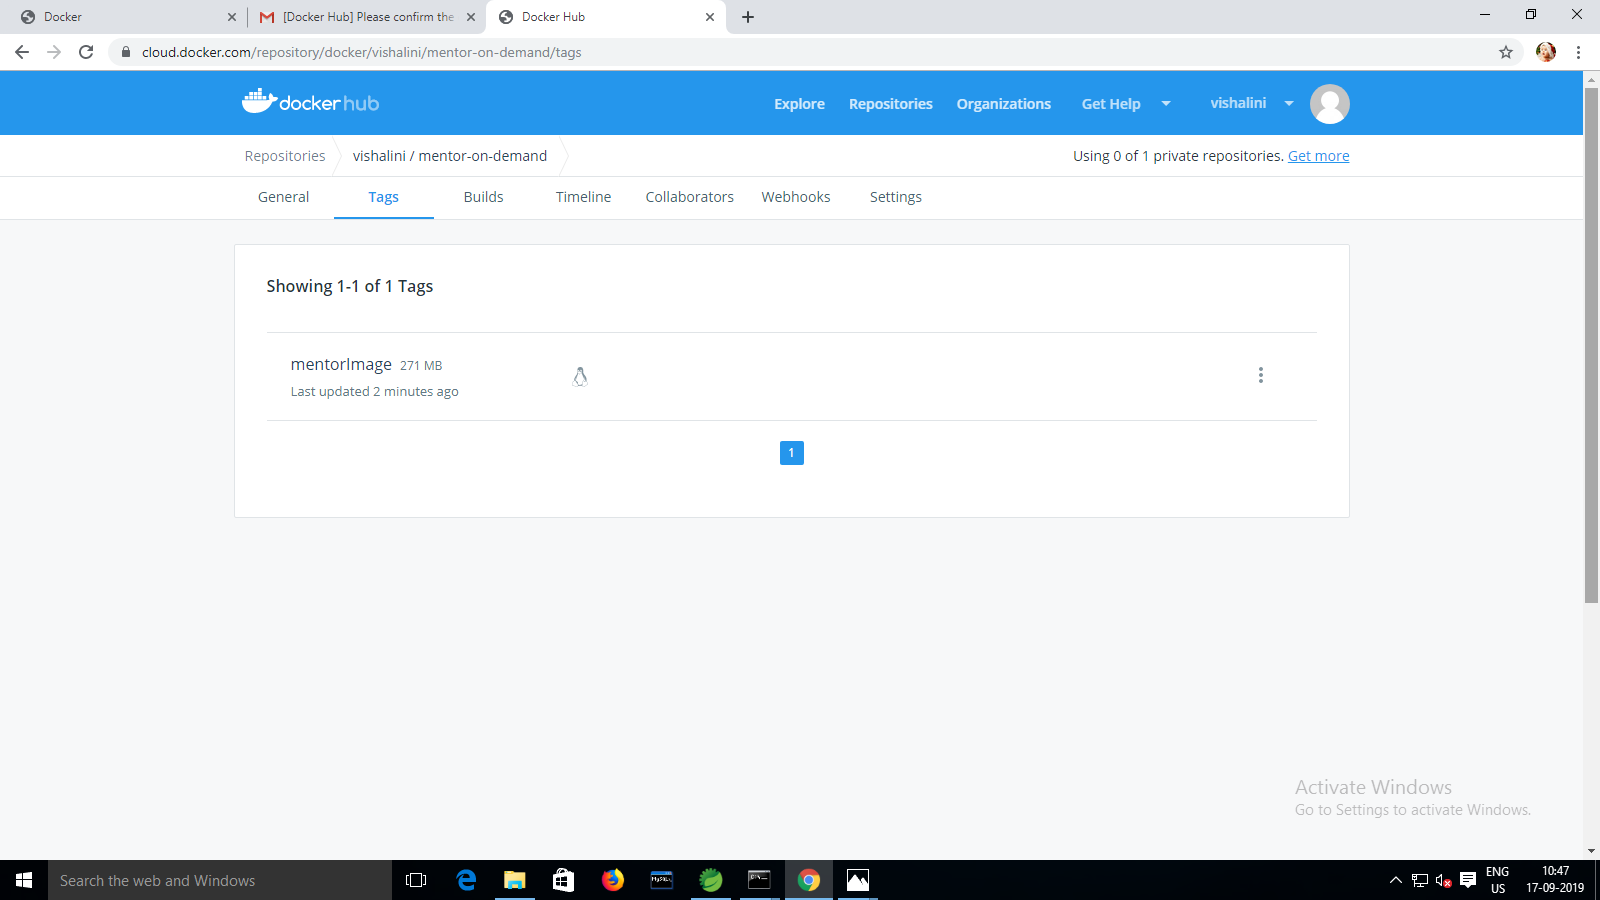 Docker
[Docker Hub] Please confirm the
Docker Hub
cloud.docker.com/repository/docker/vishalini/mentor-on-demand/tags
docker hub
Explore
Repositories
Organizations
Get Help
vishalini
Repositories
vishalini / mentor-on-demand
Using 0 of 1 private repositories. Get more
General
Tags
Builds
Timeline
Collaborators
Webhooks
Settings
Showing 1-1 of 1 Tags
mentorImage 271 MB
Last updated 2 minutes ago
1
Activate Windows
Go to Settings to activate Windows.
Search the web and Windows
ENG
US
10:47
17-09-2019